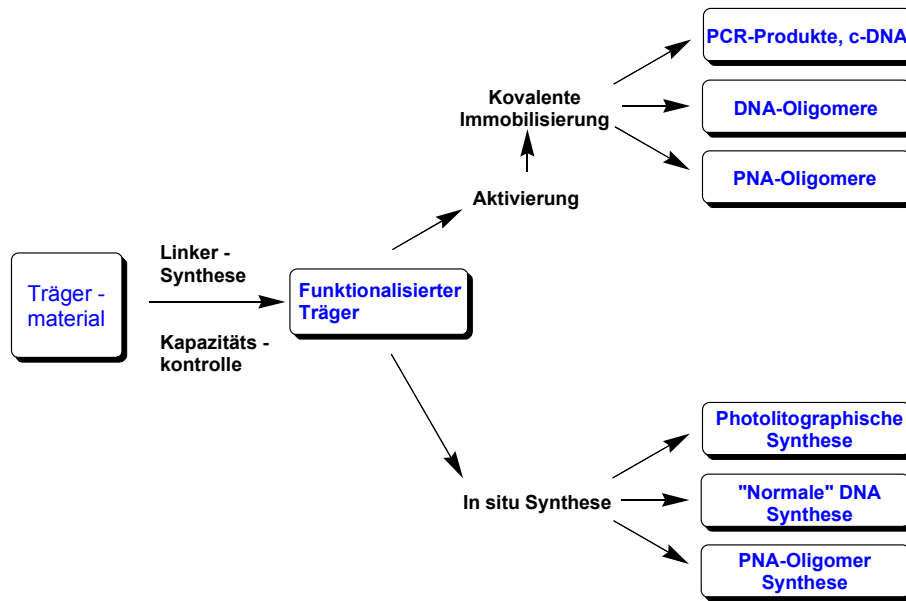 PCR-Produkte, c-DNA
Kovalente
Immobilisierung
DNA-Oligomere
PNA-Oligomere
Aktivierung
Linker -
Synthese
Träger -
material
Funktionalisierter
Träger
Kapazitäts -
kontrolle
Photolitographische
Synthese
In situ Synthese
"Normale" DNA
Synthese
PNA-Oligomer
Synthese